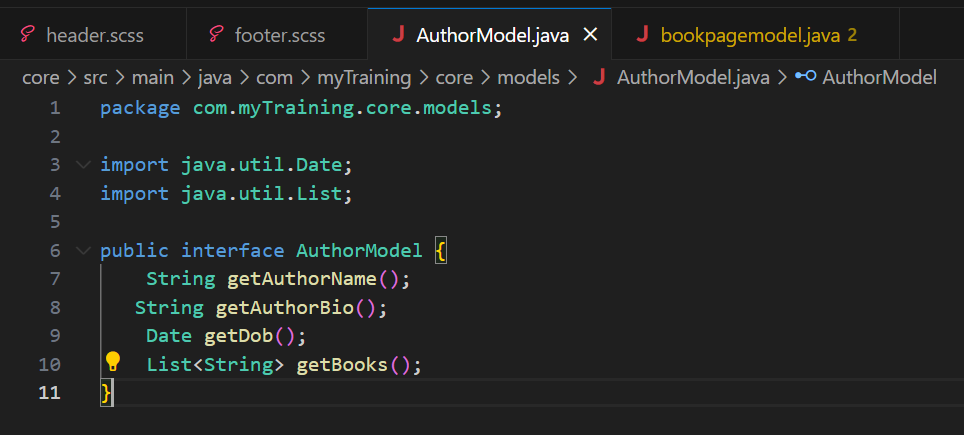 header.scss footer.scss AuthorModel.java bookpagemodel.java 2
core > src > main > java > com > myTraining > core > models > AuthorModel.java > AuthorModel
1 package com.myTraining.core.models;
2
3 import java.util.Date;
4 import java.util.List;
5
6 public interface AuthorModel {
7     String getAuthorName();
8    String getAuthorBio();
9     Date getDob();
10     List<String> getBooks();
11 }